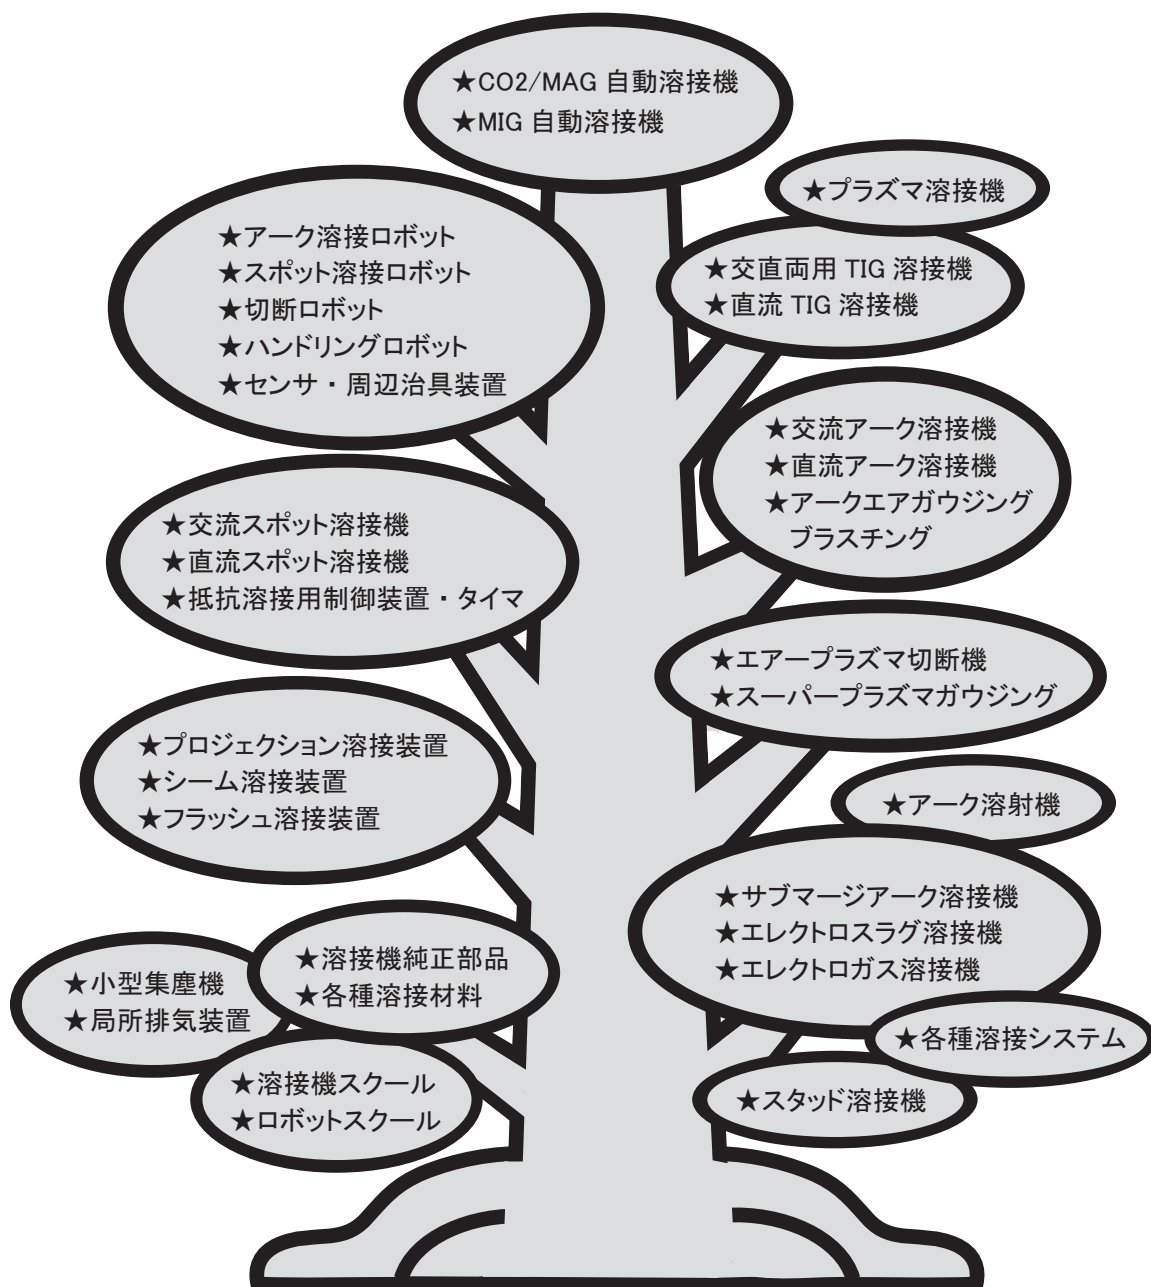 ★CO2/MAG 自動溶接機
★MIG 自動溶接機
★プラズマ溶接機
★交直両用 TIG 溶接機
★直流 TIG 溶接機
★アーク溶接ロボット
★スポット溶接ロボット
★切断ロボット
★ハンドリングロボット
★センサ・周辺治具装置
★交流アーク溶接機
★直流アーク溶接機
★アークエアガウジング
ブラスチング
★交流スポット溶接機
★直流スポット溶接機
★抵抗溶接用制御装置・タイマ
★エアープラズマ切断機
★スーパープラズマガウジング
★プロジェクション溶接装置
★シーム溶接装置
★フラッシュ溶接装置
★アーク溶射機
★サブマージアーク溶接機
★エレクトロスラグ溶接機
★エレクトロガス溶接機
★溶接機純正部品
★各種溶接材料
★小型集塵機
★局所排気装置
★各種溶接システム
★溶接機スクール
★ロボットスクール
★スタッド溶接機